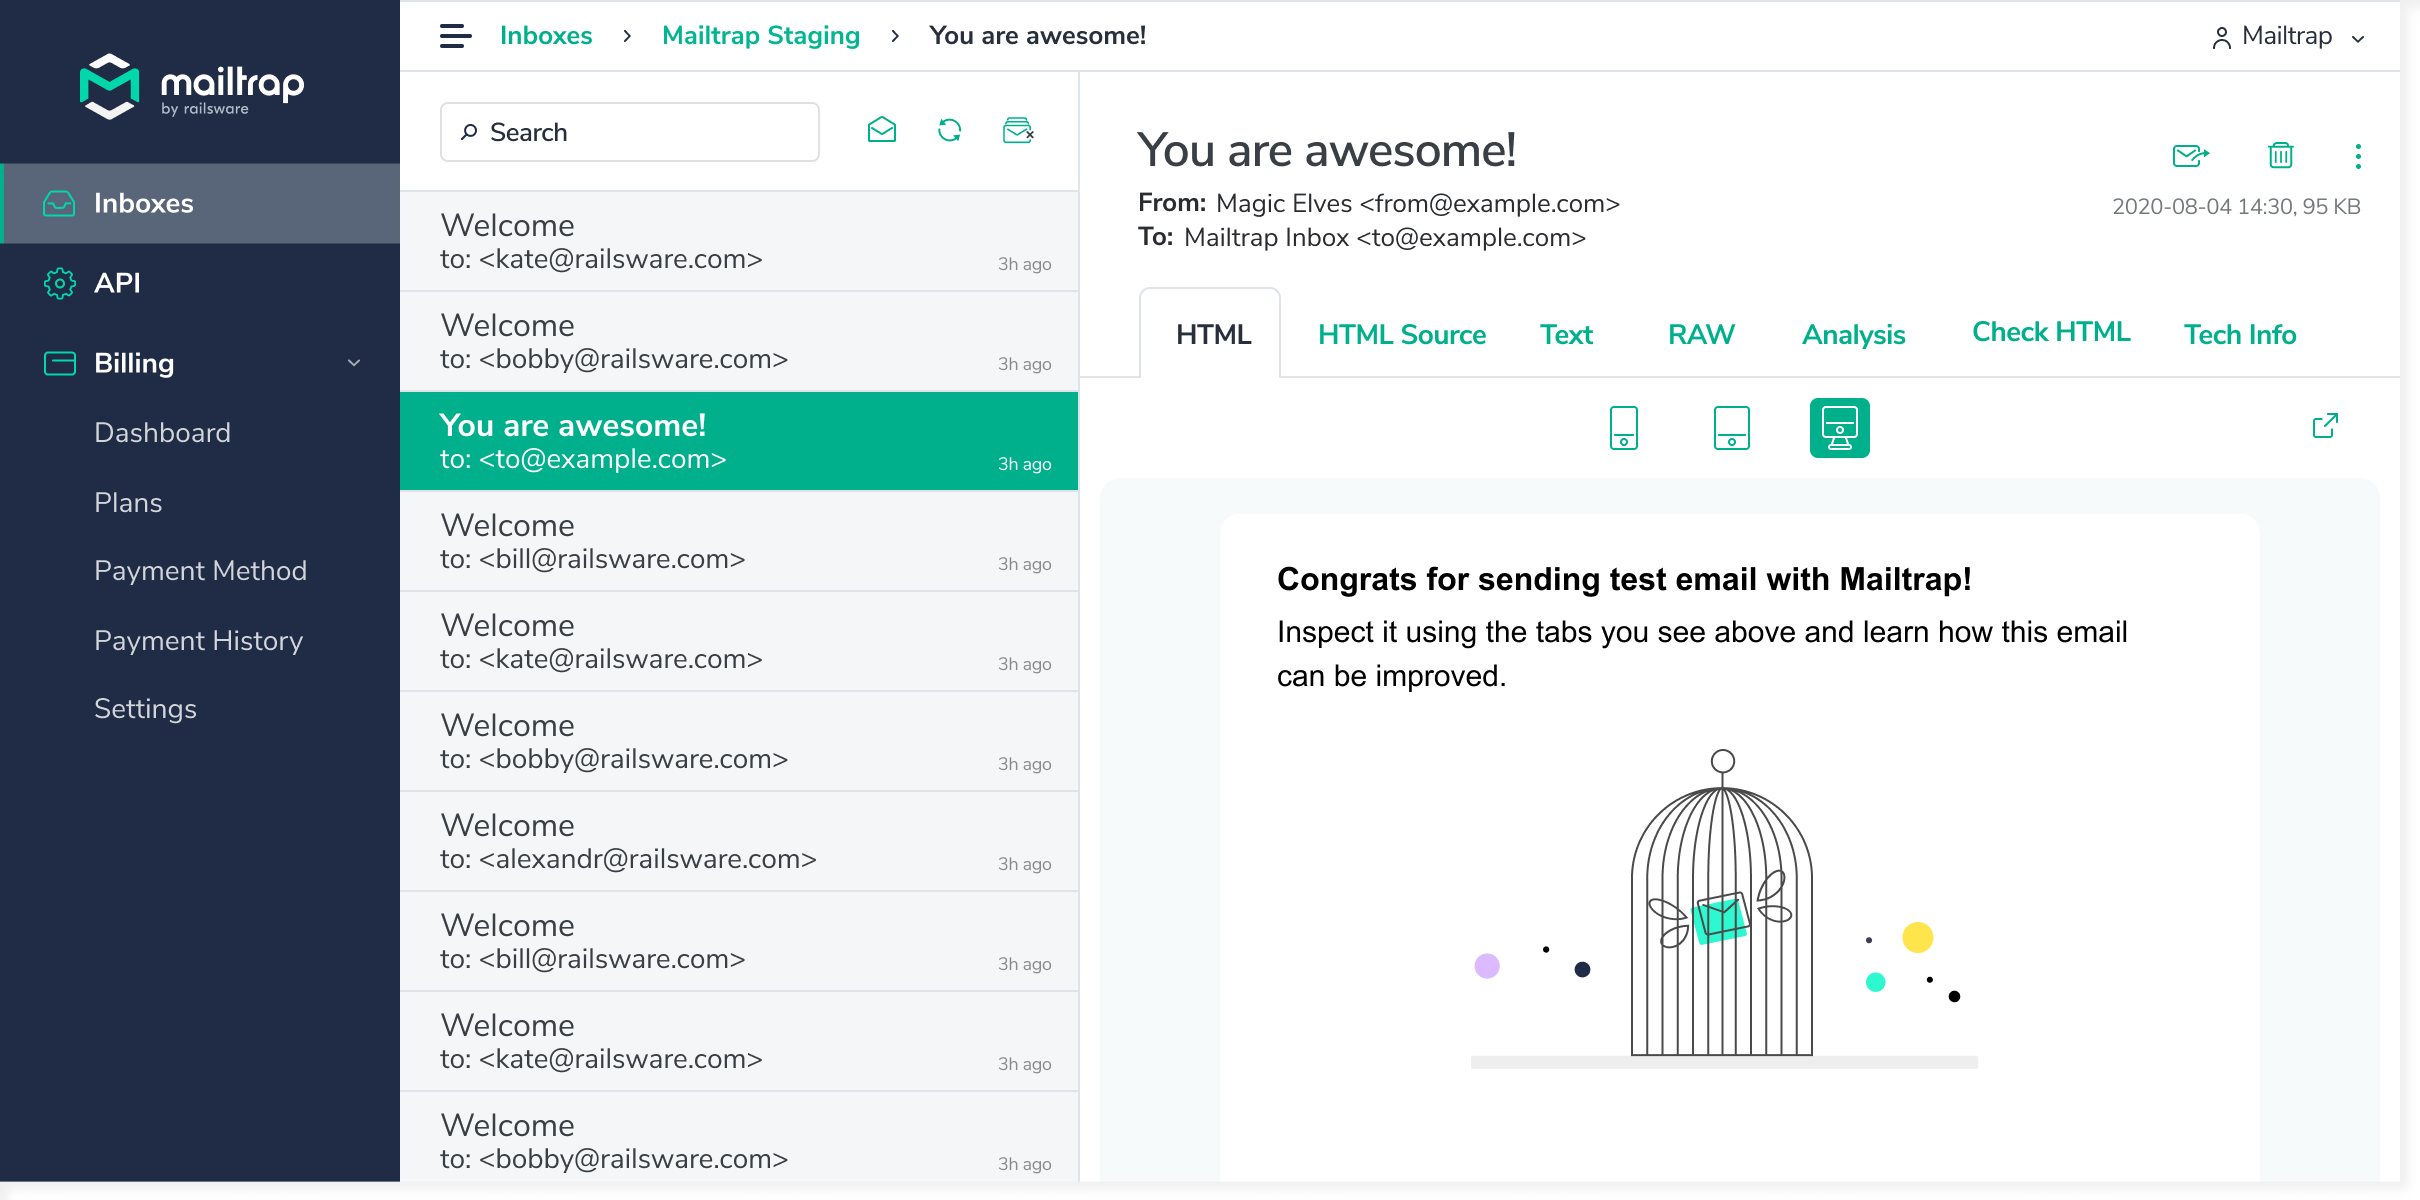 mailtrap
by railsware
Inboxes
API
Billing
Dashboard
Plans
Payment Method
Payment History
Settings
Inboxes > Mailtrap Staging > You are awesome!
Mailtrap
Search
Welcome
to: <kate@railsware.com>
3h ago
Welcome
to: <bobby@railsware.com>
3h ago
You are awesome!
to: <to@example.com>
3h ago
Welcome
to: <bill@railsware.com>
3h ago
Welcome
to: <kate@railsware.com>
3h ago
Welcome
to: <bobby@railsware.com>
3h ago
Welcome
to: <alexandr@railsware.com>
3h ago
Welcome
to: <bill@railsware.com>
3h ago
Welcome
to: <kate@railsware.com>
3h ago
Welcome
to: <bobby@railsware.com>
3h ago
You are awesome!
From: Magic Elves <from@example.com>
2020-08-04 14:30, 95 KB
To: Mailtrap Inbox <to@example.com>
HTML HTML Source Text RAW Analysis Check HTML Tech Info
Congrats for sending test email with Mailtrap!
Inspect it using the tabs you see above and learn how this email
can be improved.